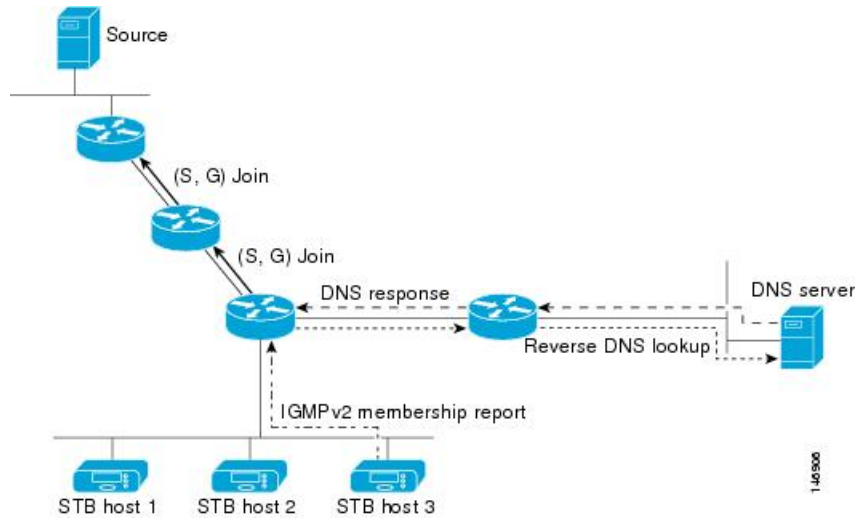 Source
(S, G) Join
(S, G) Join
DNS response
DNS server
Reverse DNS lookup
IGMPv2 membership report
STB host 1
STB host 2
STB host 3
146906